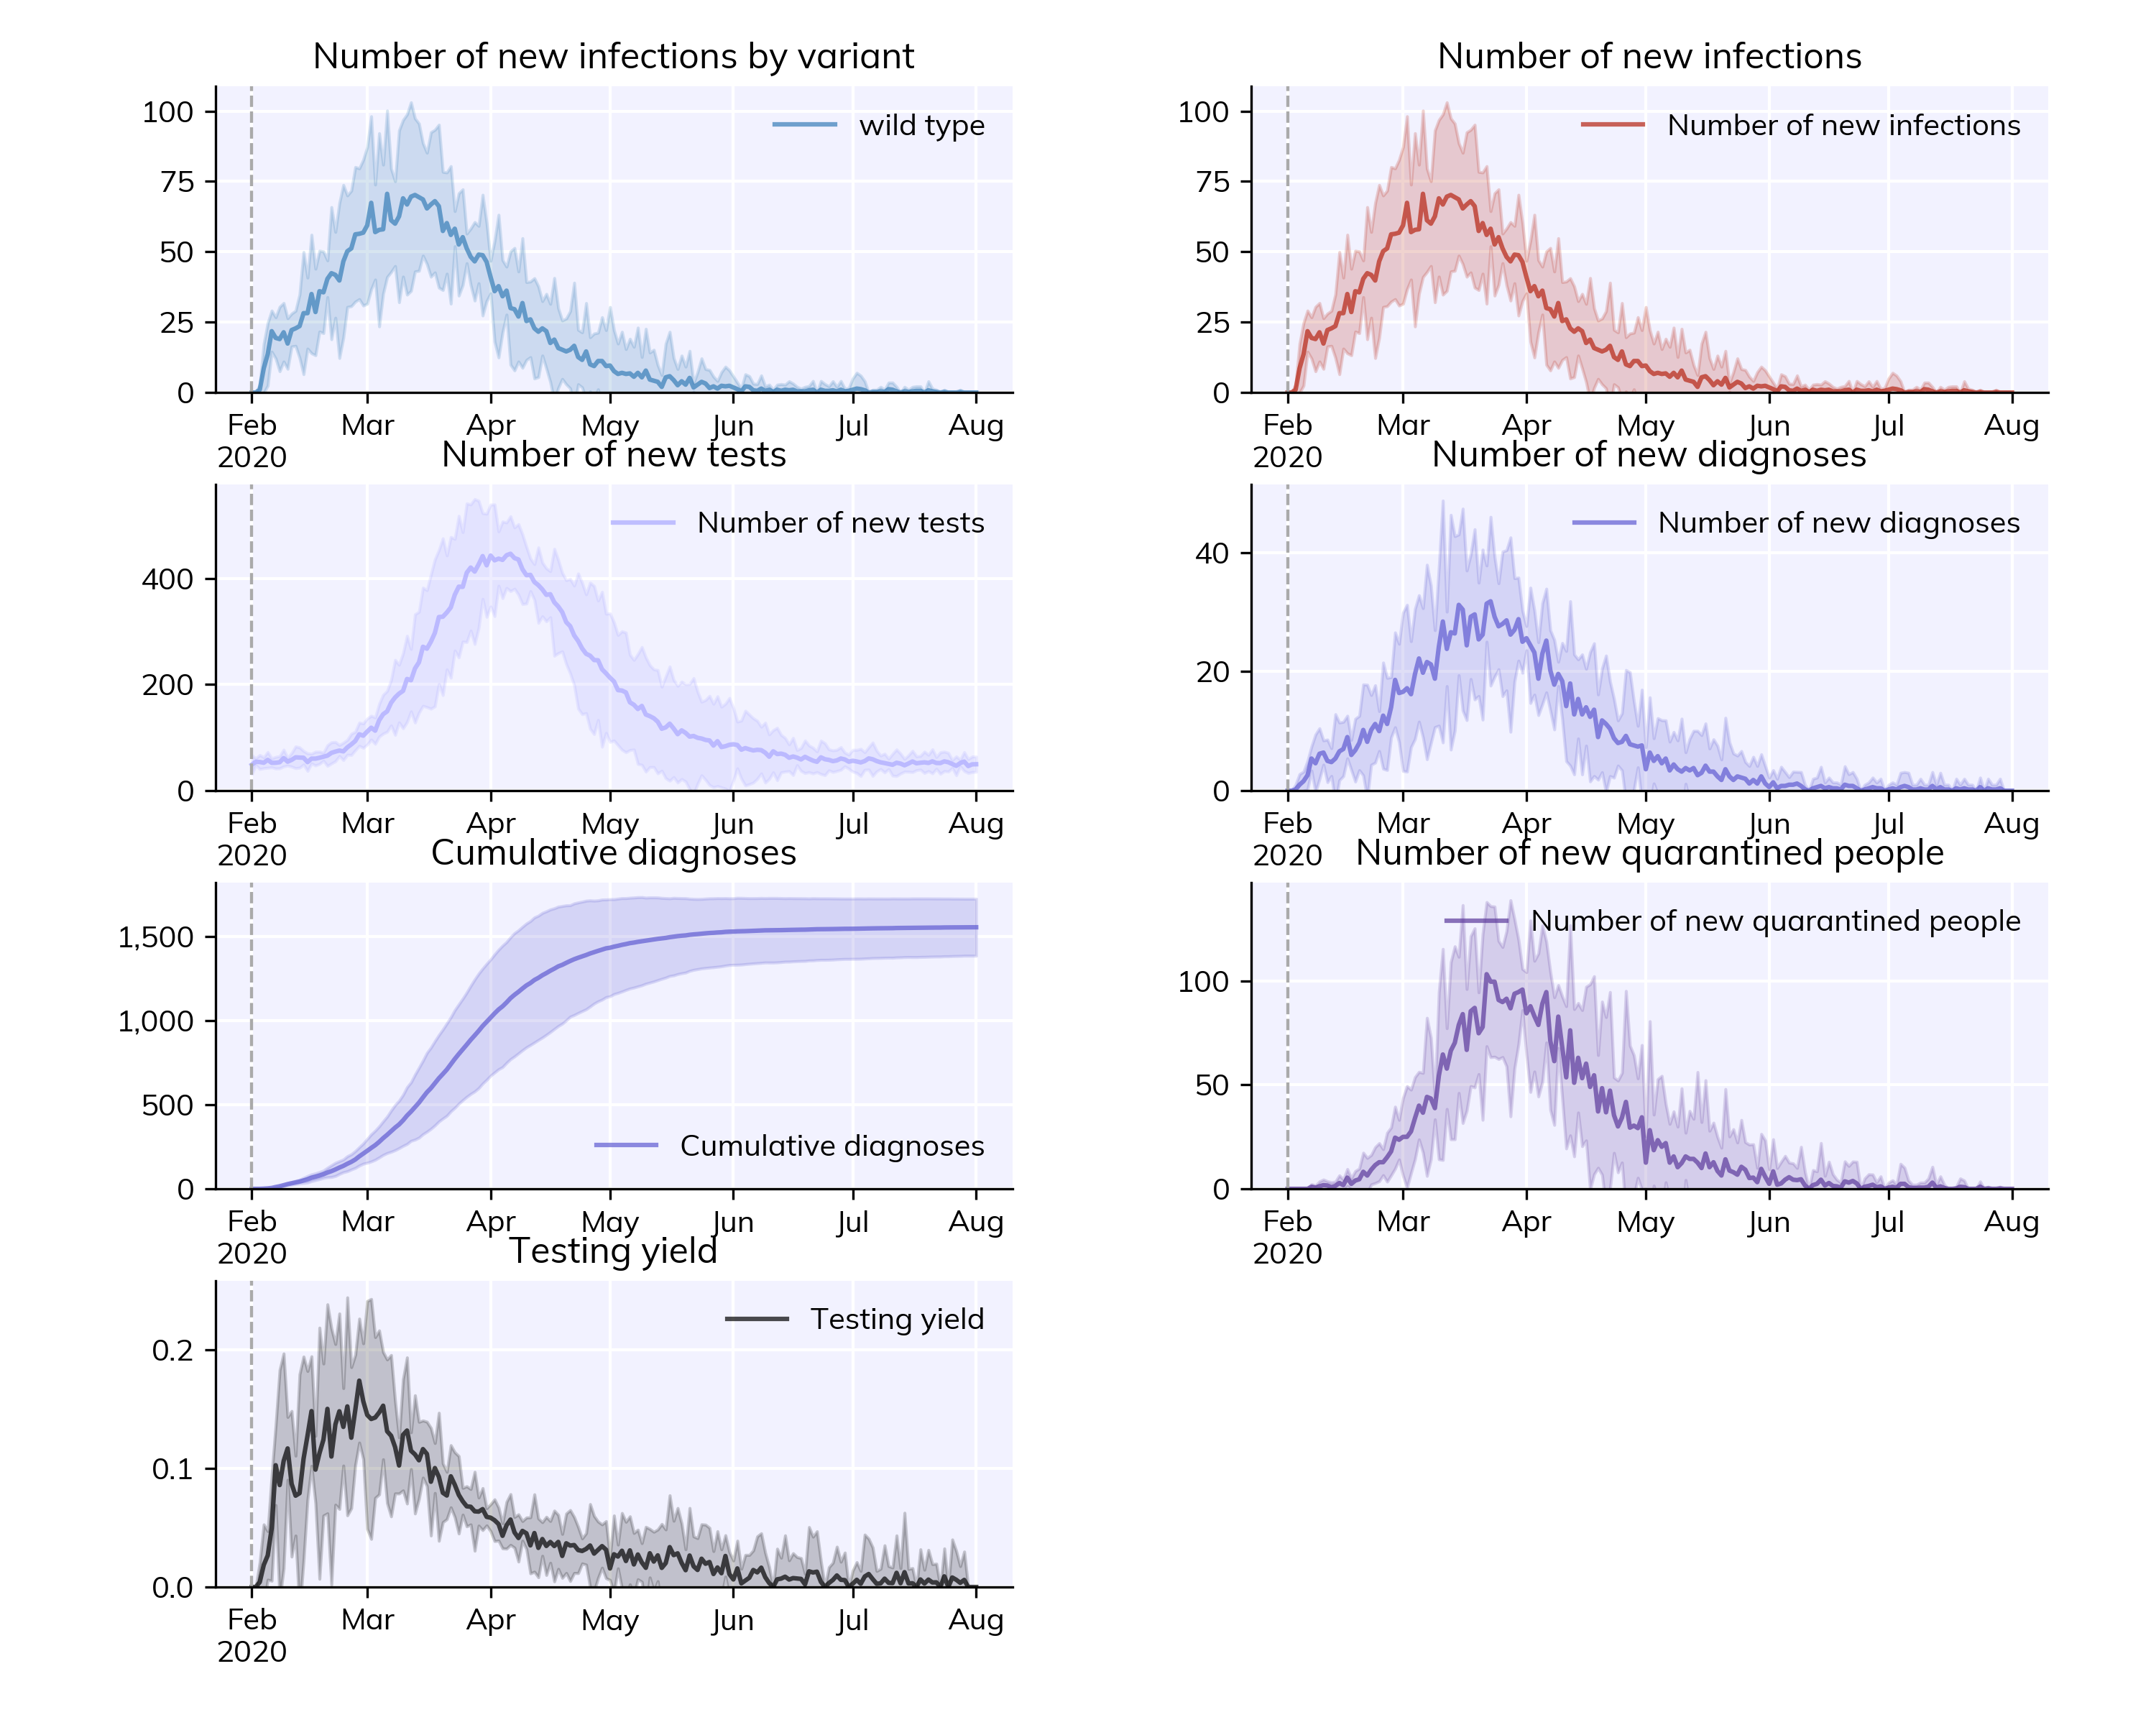 Number of new infections by variant
100
75
50
25
0
wild type
Feb Mar Apr May Jun Jul Aug
2020
Number of new infections
100
75
50
25
0
Number of new infections
Feb Mar Apr May Jun Jul Aug
2020
Number of new tests
400
200
0
Number of new tests
Feb Mar Apr May Jun Jul Aug
2020
Number of new diagnoses
40
20
0
Number of new diagnoses
Feb Mar Apr May Jun Jul Aug
2020
Cumulative diagnoses
1,500
1,000
500
0
Cumulative diagnoses
Feb Mar Apr May Jun Jul Aug
2020
Number of new quarantined people
100
50
0
Number of new quarantined people
Feb Mar Apr May Jun Jul Aug
2020
Testing yield
0.2
0.1
0.0
Testing yield
Feb Mar Apr May Jun Jul Aug
2020